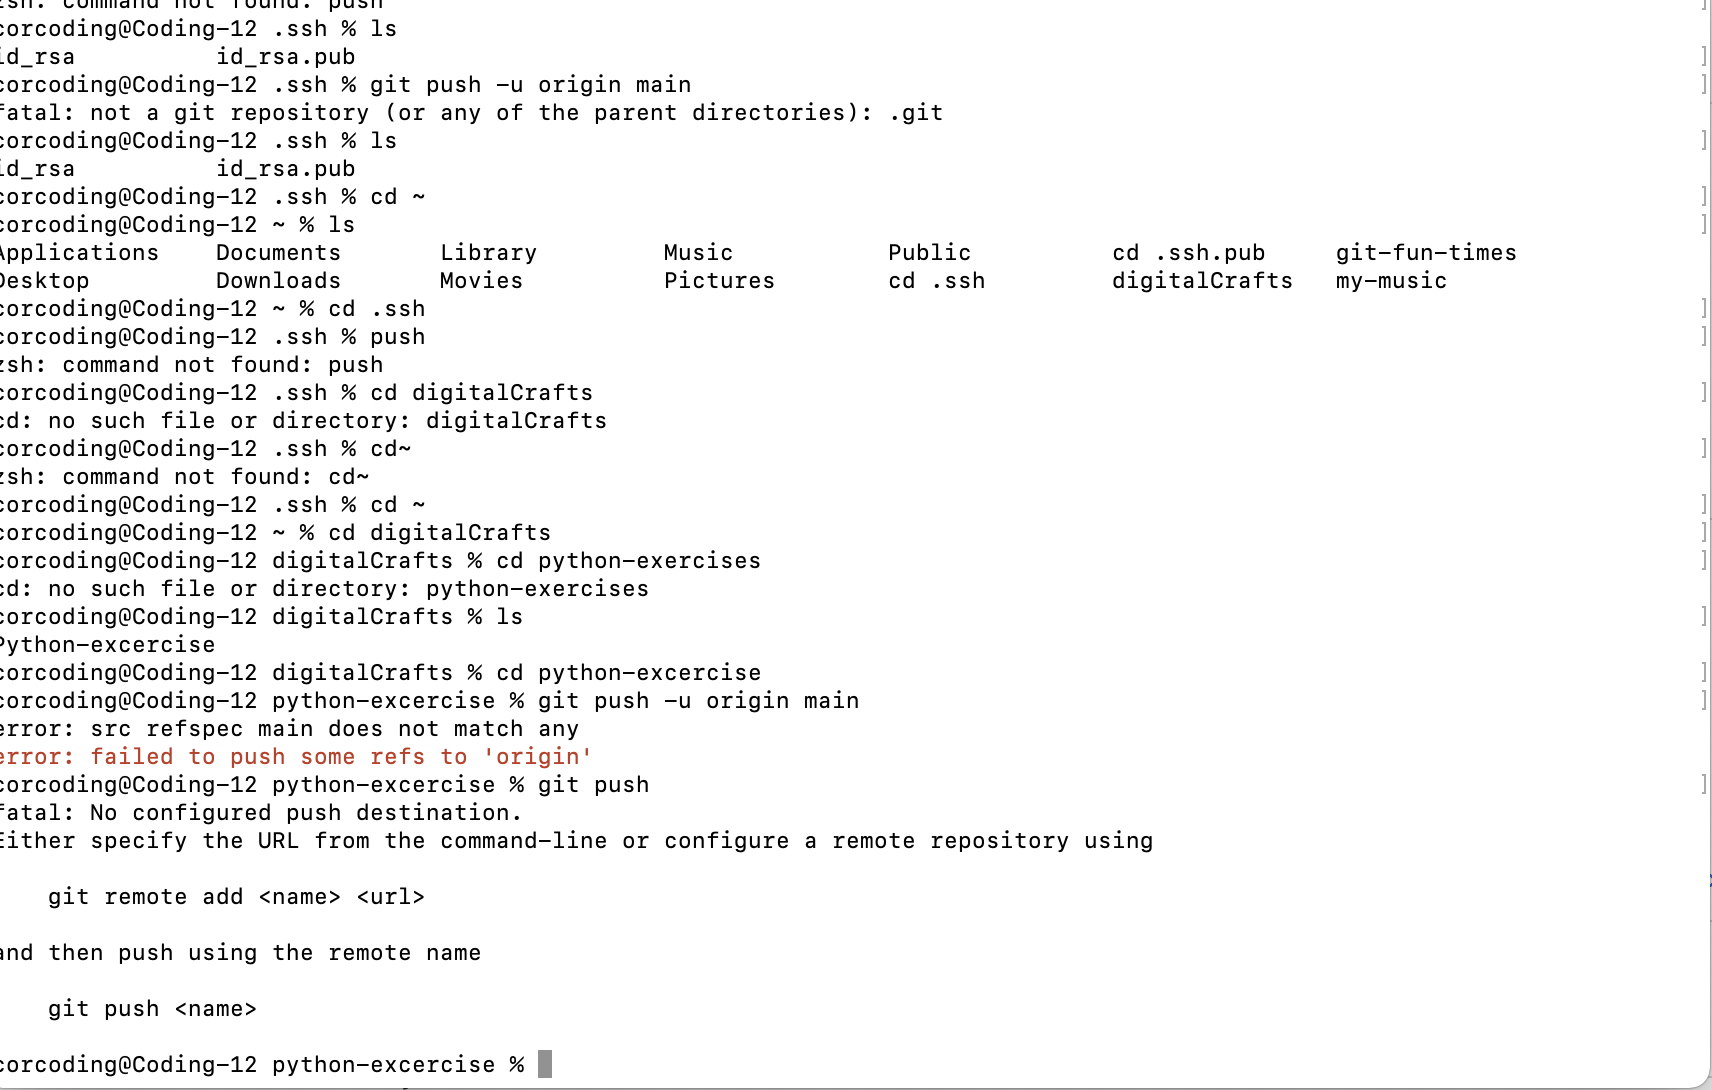 zsh: command not found: push
corcoding@Coding-12 .ssh % ls
id_rsa id_rsa.pub
corcoding@Coding-12 .ssh % git push -u origin main
fatal: not a git repository (or any of the parent directories): .git
corcoding@Coding-12 .ssh % ls
id_rsa id_rsa.pub
corcoding@Coding-12 .ssh % cd ~
corcoding@Coding-12 ~ % ls
Applications Documents Library Music Public cd .ssh.pub git-fun-times
Desktop Downloads Movies Pictures cd .ssh digitalCrafts my-music
corcoding@Coding-12 ~ % cd .ssh
corcoding@Coding-12 .ssh % push
zsh: command not found: push
corcoding@Coding-12 .ssh % cd digitalCrafts
cd: no such file or directory: digitalCrafts
corcoding@Coding-12 .ssh % cd~
zsh: command not found: cd~
corcoding@Coding-12 .ssh % cd ~
corcoding@Coding-12 ~ % cd digitalCrafts
corcoding@Coding-12 digitalCrafts % cd python-exercises
cd: no such file or directory: python-exercises
corcoding@Coding-12 digitalCrafts % ls
Python-excercise
corcoding@Coding-12 digitalCrafts % cd python-excercise
corcoding@Coding-12 python-excercise % git push -u origin main
error: src refspec main does not match any
error: failed to push some refs to 'origin'
corcoding@Coding-12 python-excercise % git push
fatal: No configured push destination.
Either specify the URL from the command-line or configure a remote repository using
git remote add <name> <url>
and then push using the remote name
git push <name>
corcoding@Coding-12 python-excercise %